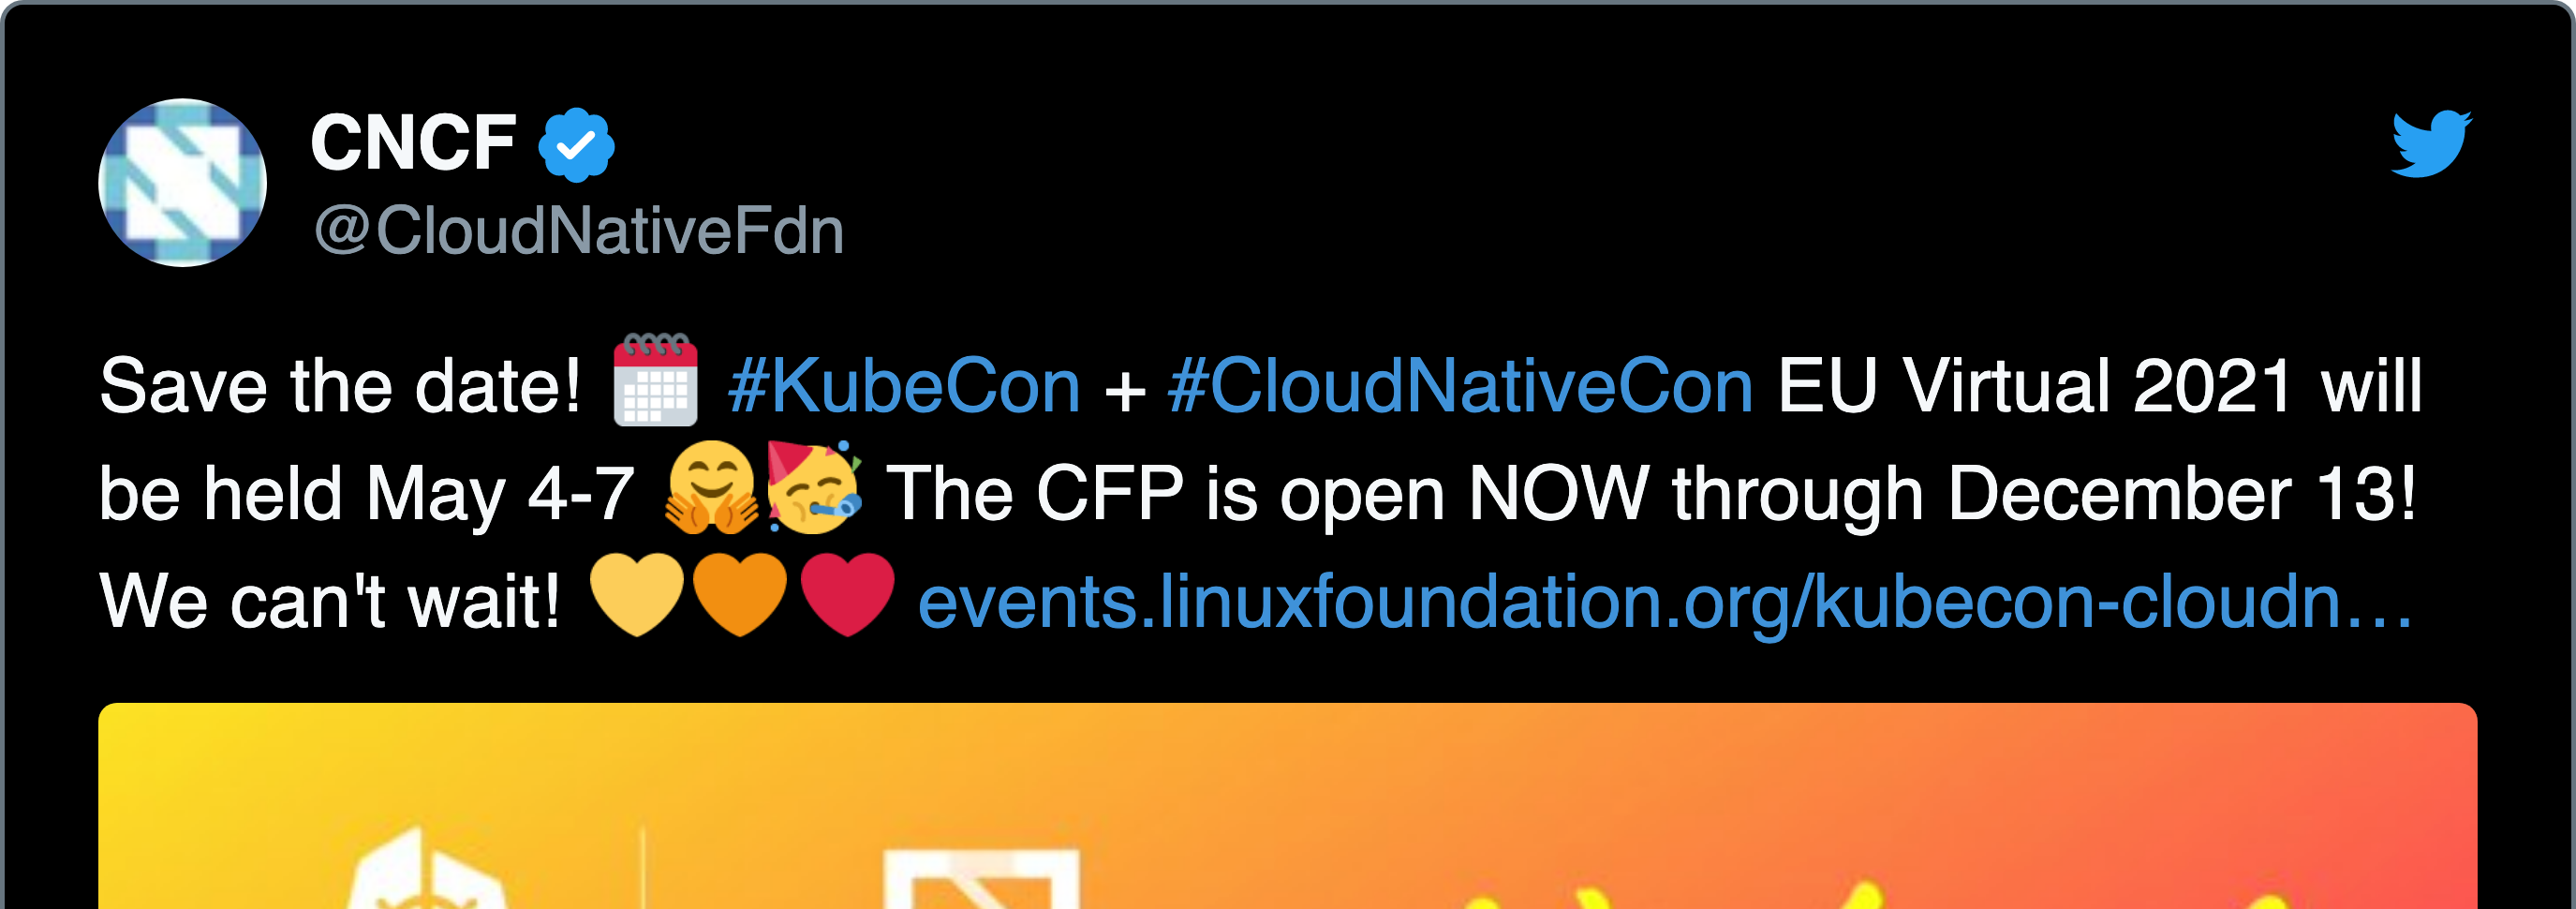 CNCF
@CloudNativeFdn
Save the date! 🗓 #KubeCon + #CloudNativeCon EU Virtual 2021 will
be held May 4-7 🤗🥳 The CFP is open NOW through December 13!
We can't wait! 💛🧡❤️ events.linuxfoundation.org/kubecon-cloudn…